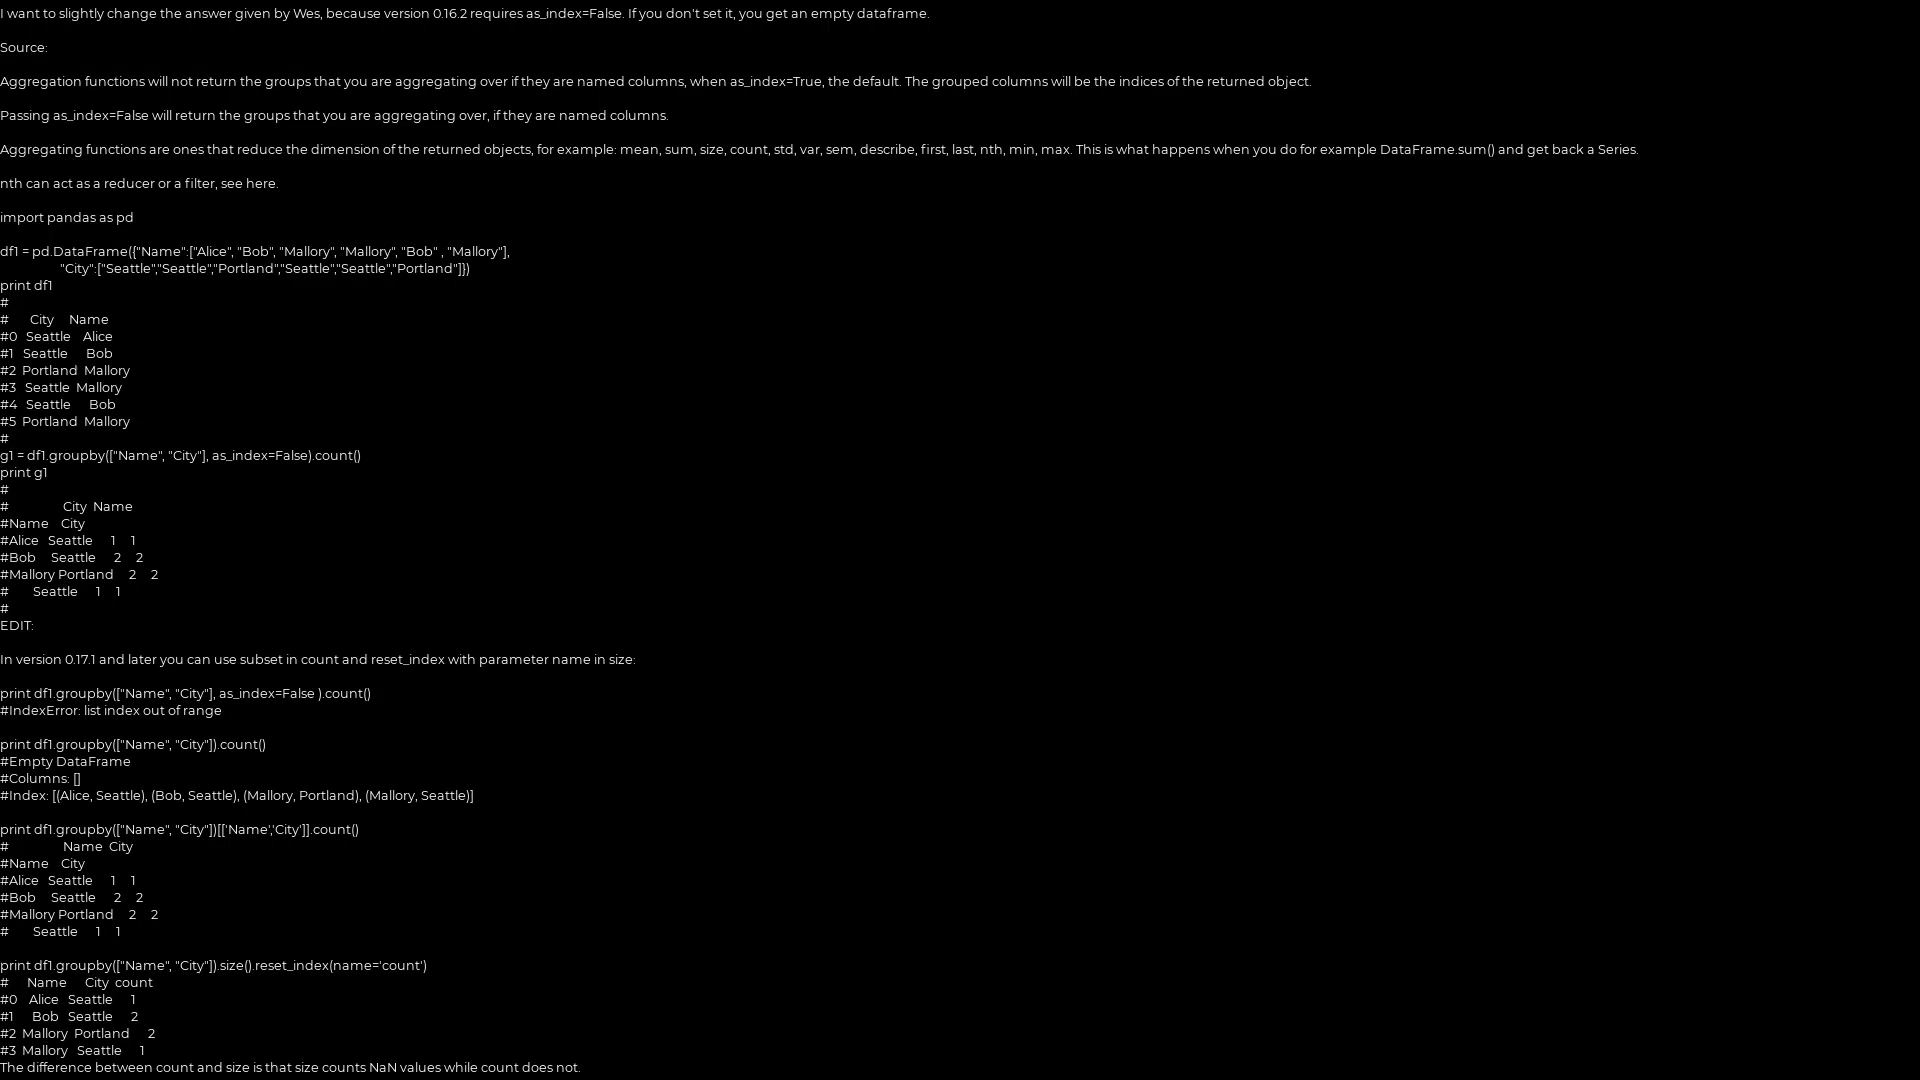 I want to slightly change the answer given by Wes, because version 0.16.2 requires as_index=False. If you don't set it, you get an empty dataframe.
Source:
Aggregation functions will not return the groups that you are aggregating over if they are named columns, when as_index=True, the default. The grouped columns will be the indices of the returned object.
Passing as_index=False will return the groups that you are aggregating over, if they are named columns.
Aggregating functions are ones that reduce the dimension of the returned objects, for example: mean, sum, size, count, std, var, sem, describe, first, last, nth, min, max. This is what happens when you do for example DataFrame.sum() and get back a Series.
nth can act as a reducer or a filter, see here.
import pandas as pd
df1 = pd.DataFrame({"Name":["Alice", "Bob", "Mallory", "Mallory", "Bob" , "Mallory"],
"City":["Seattle","Seattle","Portland","Seattle","Seattle","Portland"]})
print df1
#
#       City     Name
#0   Seattle    Alice
#1   Seattle      Bob
#2  Portland  Mallory
#3   Seattle  Mallory
#4   Seattle      Bob
#5  Portland  Mallory
#
g1 = df1.groupby(["Name", "City"], as_index=False).count()
print g1
#
#                  City  Name
#Name    City
#Alice   Seattle      1     1
#Bob     Seattle      2     2
#Mallory Portland     2     2
#        Seattle      1     1
#
EDIT:
In version 0.17.1 and later you can use subset in count and reset_index with parameter name in size:
print df1.groupby(["Name", "City"], as_index=False ).count()
#IndexError: list index out of range
print df1.groupby(["Name", "City"]).count()
#Empty DataFrame
#Columns: []
#Index: [(Alice, Seattle), (Bob, Seattle), (Mallory, Portland), (Mallory, Seattle)]
print df1.groupby(["Name", "City"])[['Name','City']].count()
#                  Name  City
#Name    City
#Alice   Seattle      1     1
#Bob     Seattle      2     2
#Mallory Portland     2     2
#        Seattle      1     1
print df1.groupby(["Name", "City"]).size().reset_index(name='count')
#      Name      City  count
#0    Alice   Seattle      1
#1      Bob   Seattle      2
#2  Mallory  Portland      2
#3  Mallory   Seattle      1
The difference between count and size is that size counts NaN values while count does not.